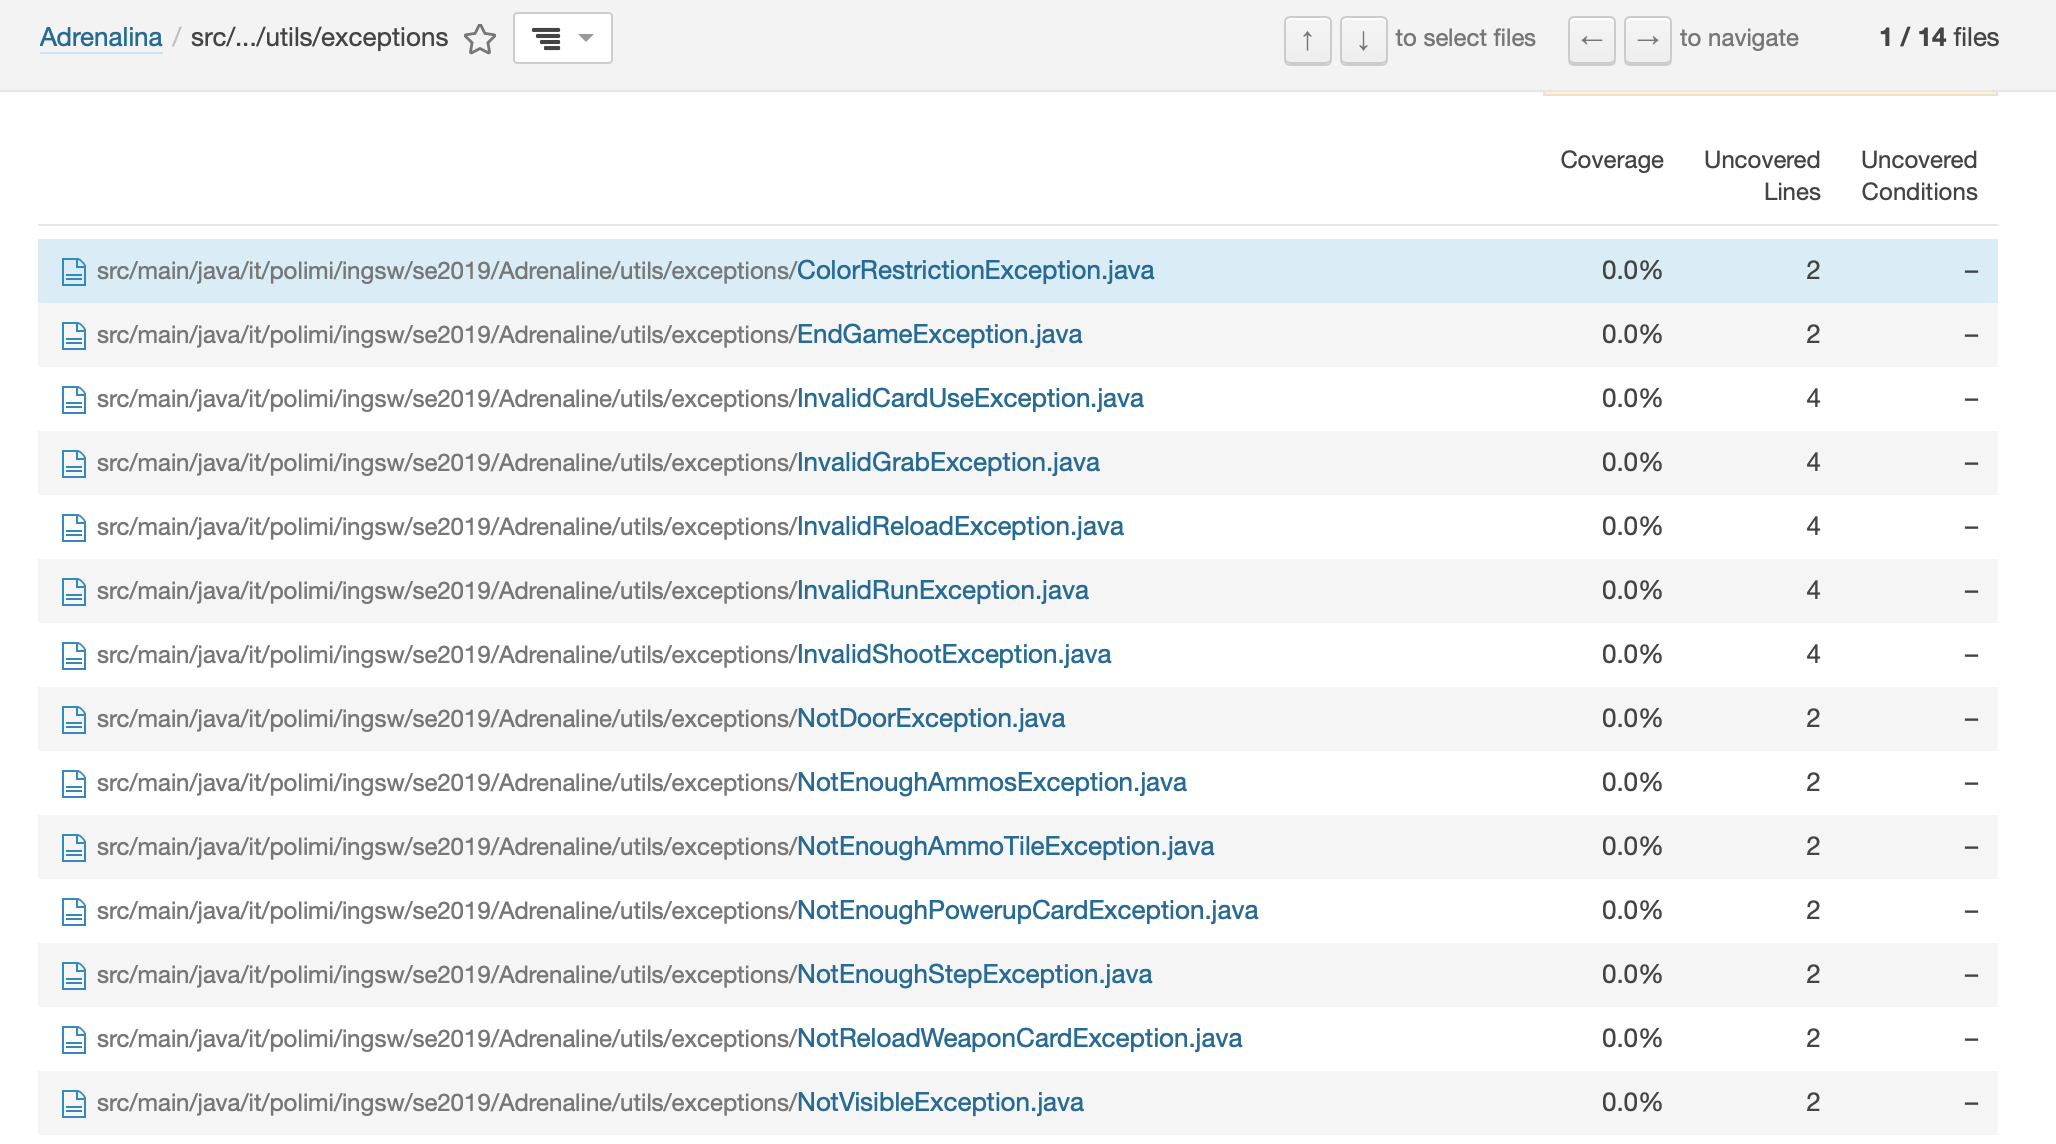 Adrenalina / src/.../utils/exceptions ↑ ↓ to select files ← → to navigate 1 / 14 files
Coverage Uncovered Lines Uncovered Conditions
src/main/java/it/polimi/ingsw/se2019/Adrenaline/utils/exceptions/ColorRestrictionException.java 0.0% 2 –
src/main/java/it/polimi/ingsw/se2019/Adrenaline/utils/exceptions/EndGameException.java 0.0% 2 –
src/main/java/it/polimi/ingsw/se2019/Adrenaline/utils/exceptions/InvalidCardUseException.java 0.0% 4 –
src/main/java/it/polimi/ingsw/se2019/Adrenaline/utils/exceptions/InvalidGrabException.java 0.0% 4 –
src/main/java/it/polimi/ingsw/se2019/Adrenaline/utils/exceptions/InvalidReloadException.java 0.0% 4 –
src/main/java/it/polimi/ingsw/se2019/Adrenaline/utils/exceptions/InvalidRunException.java 0.0% 4 –
src/main/java/it/polimi/ingsw/se2019/Adrenaline/utils/exceptions/InvalidShootException.java 0.0% 4 –
src/main/java/it/polimi/ingsw/se2019/Adrenaline/utils/exceptions/NotDoorException.java 0.0% 2 –
src/main/java/it/polimi/ingsw/se2019/Adrenaline/utils/exceptions/NotEnoughAmmosException.java 0.0% 2 –
src/main/java/it/polimi/ingsw/se2019/Adrenaline/utils/exceptions/NotEnoughAmmoTileException.java 0.0% 2 –
src/main/java/it/polimi/ingsw/se2019/Adrenaline/utils/exceptions/NotEnoughPowerupCardException.java 0.0% 2 –
src/main/java/it/polimi/ingsw/se2019/Adrenaline/utils/exceptions/NotEnoughStepException.java 0.0% 2 –
src/main/java/it/polimi/ingsw/se2019/Adrenaline/utils/exceptions/NotReloadWeaponCardException.java 0.0% 2 –
src/main/java/it/polimi/ingsw/se2019/Adrenaline/utils/exceptions/NotVisibleException.java 0.0% 2 –